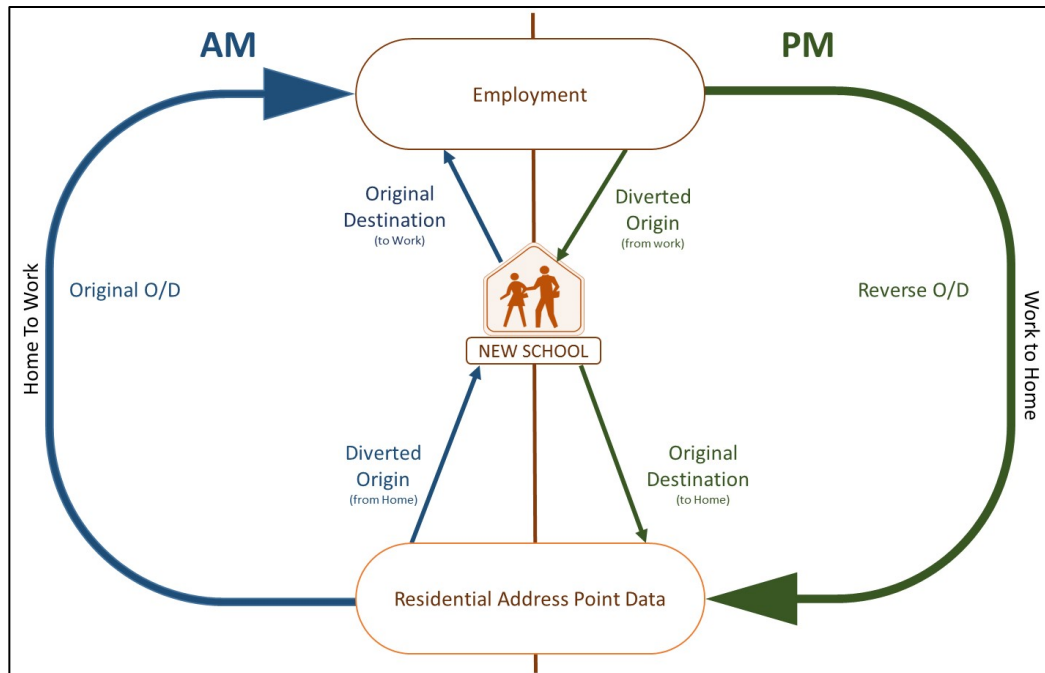 AM
PM
Employment
Original
Destination
(to Work)
Diverted
Origin
(from work)
Home To Work
Original O/D
Reverse O/D
Work to Home
NEW SCHOOL
Diverted
Origin
(from Home)
Original
Destination
(to Home)
Residential Address Point Data